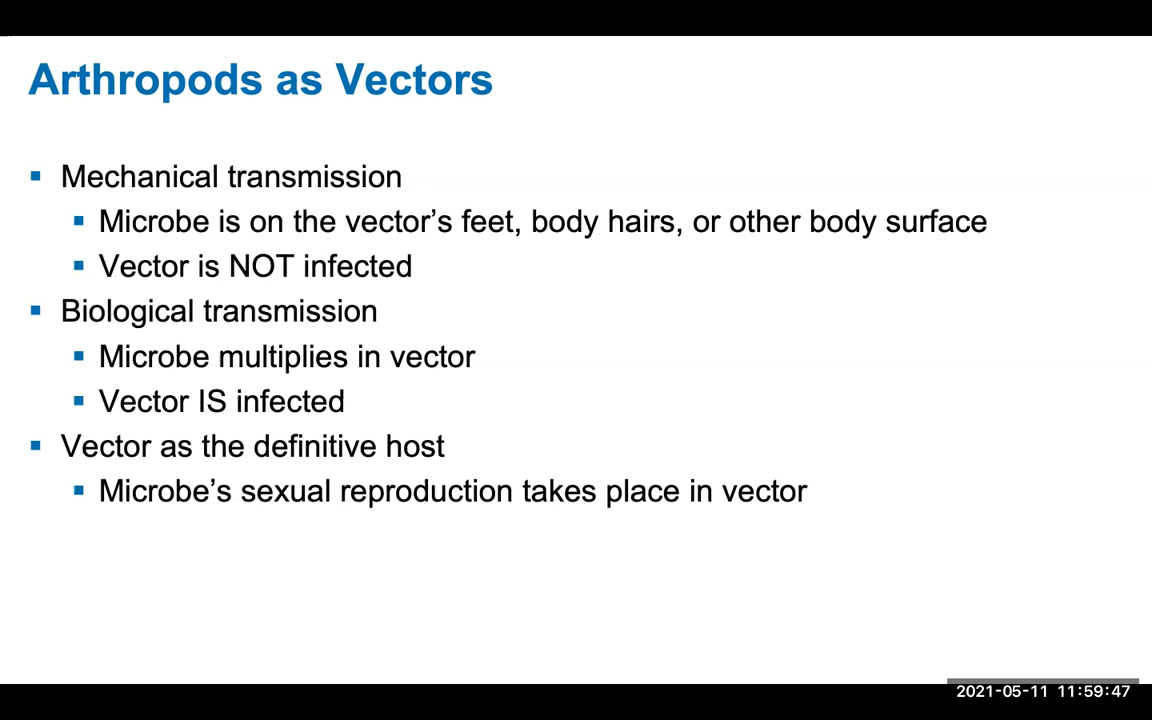 Arthropods as Vectors
▪ Mechanical transmission
▪ Microbe is on the vector’s feet, body hairs, or other body surface
▪ Vector is NOT infected
▪ Biological transmission
▪ Microbe multiplies in vector
▪ Vector IS infected
▪ Vector as the definitive host
▪ Microbe’s sexual reproduction takes place in vector
2021-05-11 11:59:47